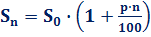 Sₙ = S₀ · (1 + p·n/100)